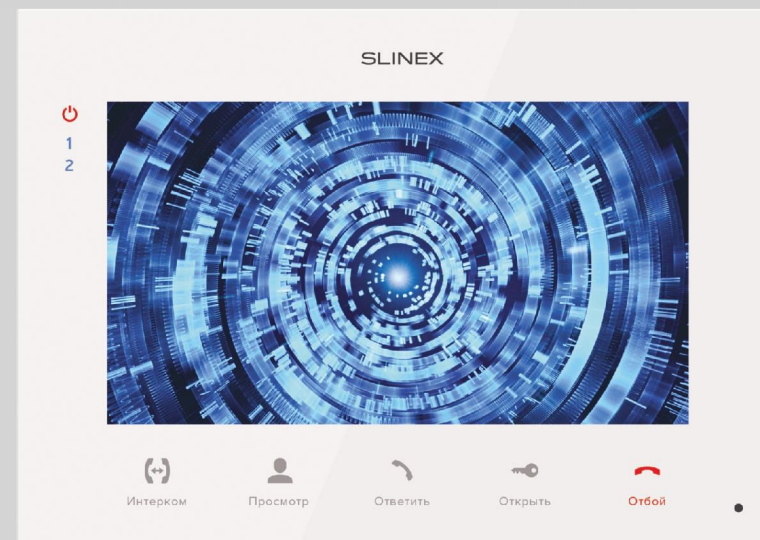 SLINEX
1
2
Интерком
Просмотр
Ответить
Открыть
Отбой